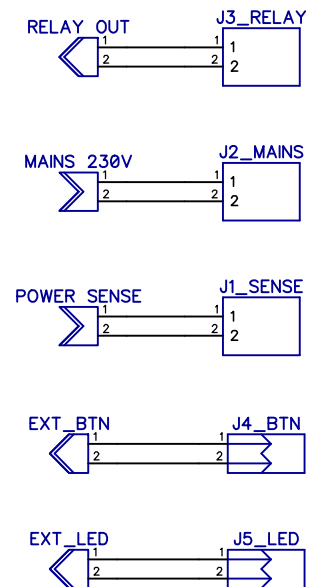 RELAY OUT J3_RELAY
1 1 1
2 2 2
MAINS 230V J2_MAINS
1 1 1
2 2 2
POWER SENSE J1_SENSE
1 1 1
2 2 2
EXT_BTN J4_BTN
1 1
2 2
EXT_LED J5_LED
1 1
2 2